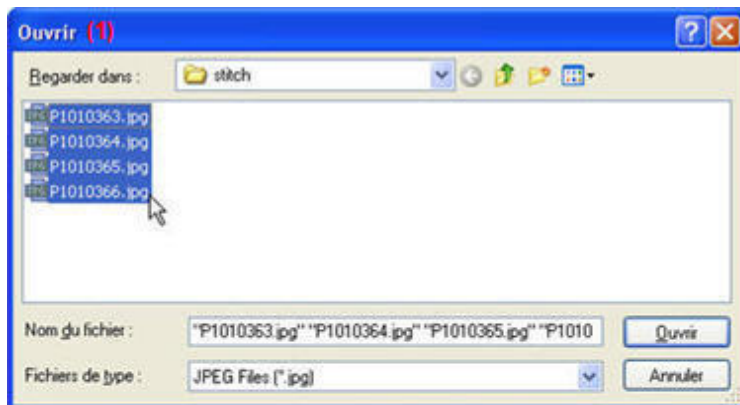 Ouvrir (1)
Regarder dans : stitch
P1010363.jpg
P1010364.jpg
P1010365.jpg
P1010366.jpg
Nom du fichier : "P1010363.jpg" "P1010364.jpg" "P1010365.jpg" "P1010 Ouvrir
Fichiers de type : JPEG Files (*.jpg) Annuler